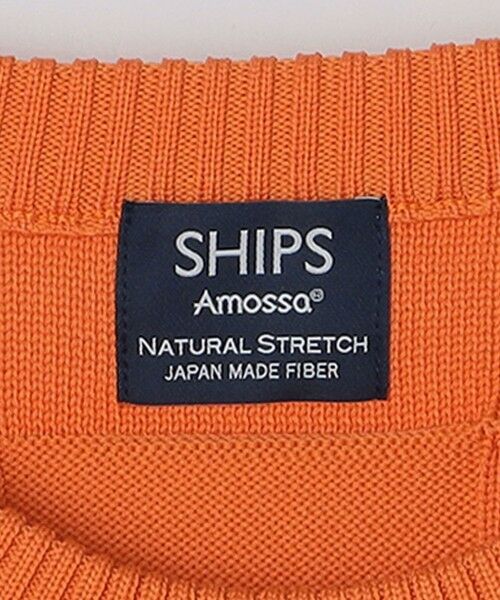 SHIPS
Amossa®
NATURAL STRETCH
JAPAN MADE FIBER